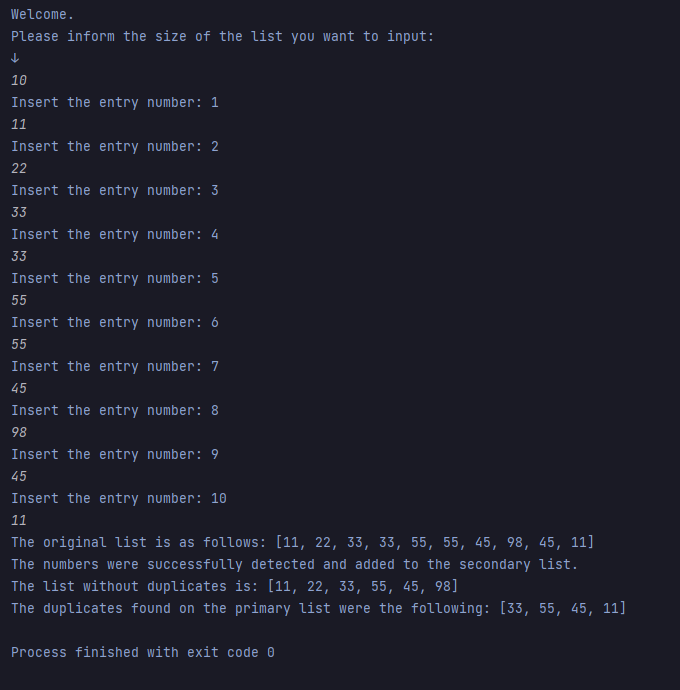 Welcome.
Please inform the size of the list you want to input:
↓
10
Insert the entry number: 1
11
Insert the entry number: 2
22
Insert the entry number: 3
33
Insert the entry number: 4
33
Insert the entry number: 5
55
Insert the entry number: 6
55
Insert the entry number: 7
45
Insert the entry number: 8
98
Insert the entry number: 9
45
Insert the entry number: 10
11
The original list is as follows: [11, 22, 33, 33, 55, 55, 45, 98, 45, 11]
The numbers were successfully detected and added to the secondary list.
The list without duplicates is: [11, 22, 33, 55, 45, 98]
The duplicates found on the primary list were the following: [33, 55, 45, 11]
Process finished with exit code 0